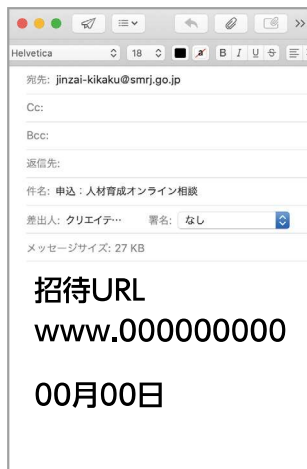 Helvetica 18 a B I U S
宛先: jinzai-kikaku@smrj.go.jp
Cc:
Bcc:
返信先:
件名: 申込：人材育成オンライン相談
差出人: クリエイテ… 署名: なし
メッセージサイズ: 27 KB
招待URL
www.000000000
00月00日